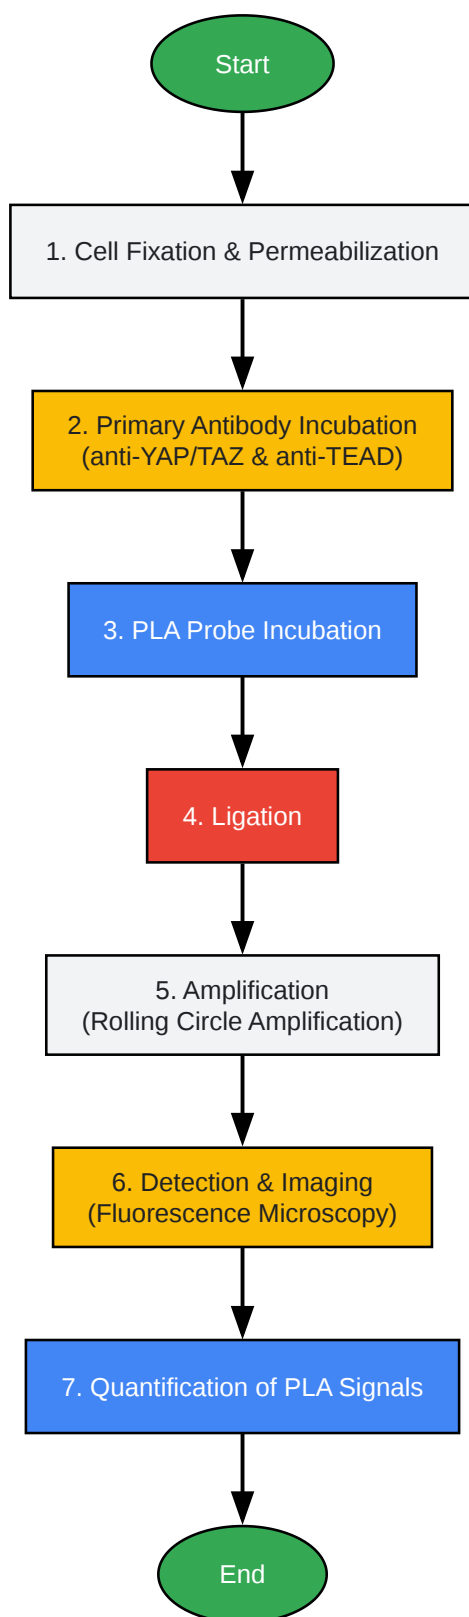 Start
1. Cell Fixation & Permeabilization
2. Primary Antibody Incubation
(anti-YAP/TAZ & anti-TEAD)
3. PLA Probe Incubation
4. Ligation
5. Amplification
(Rolling Circle Amplification)
6. Detection & Imaging
(Fluorescence Microscopy)
7. Quantification of PLA Signals
End